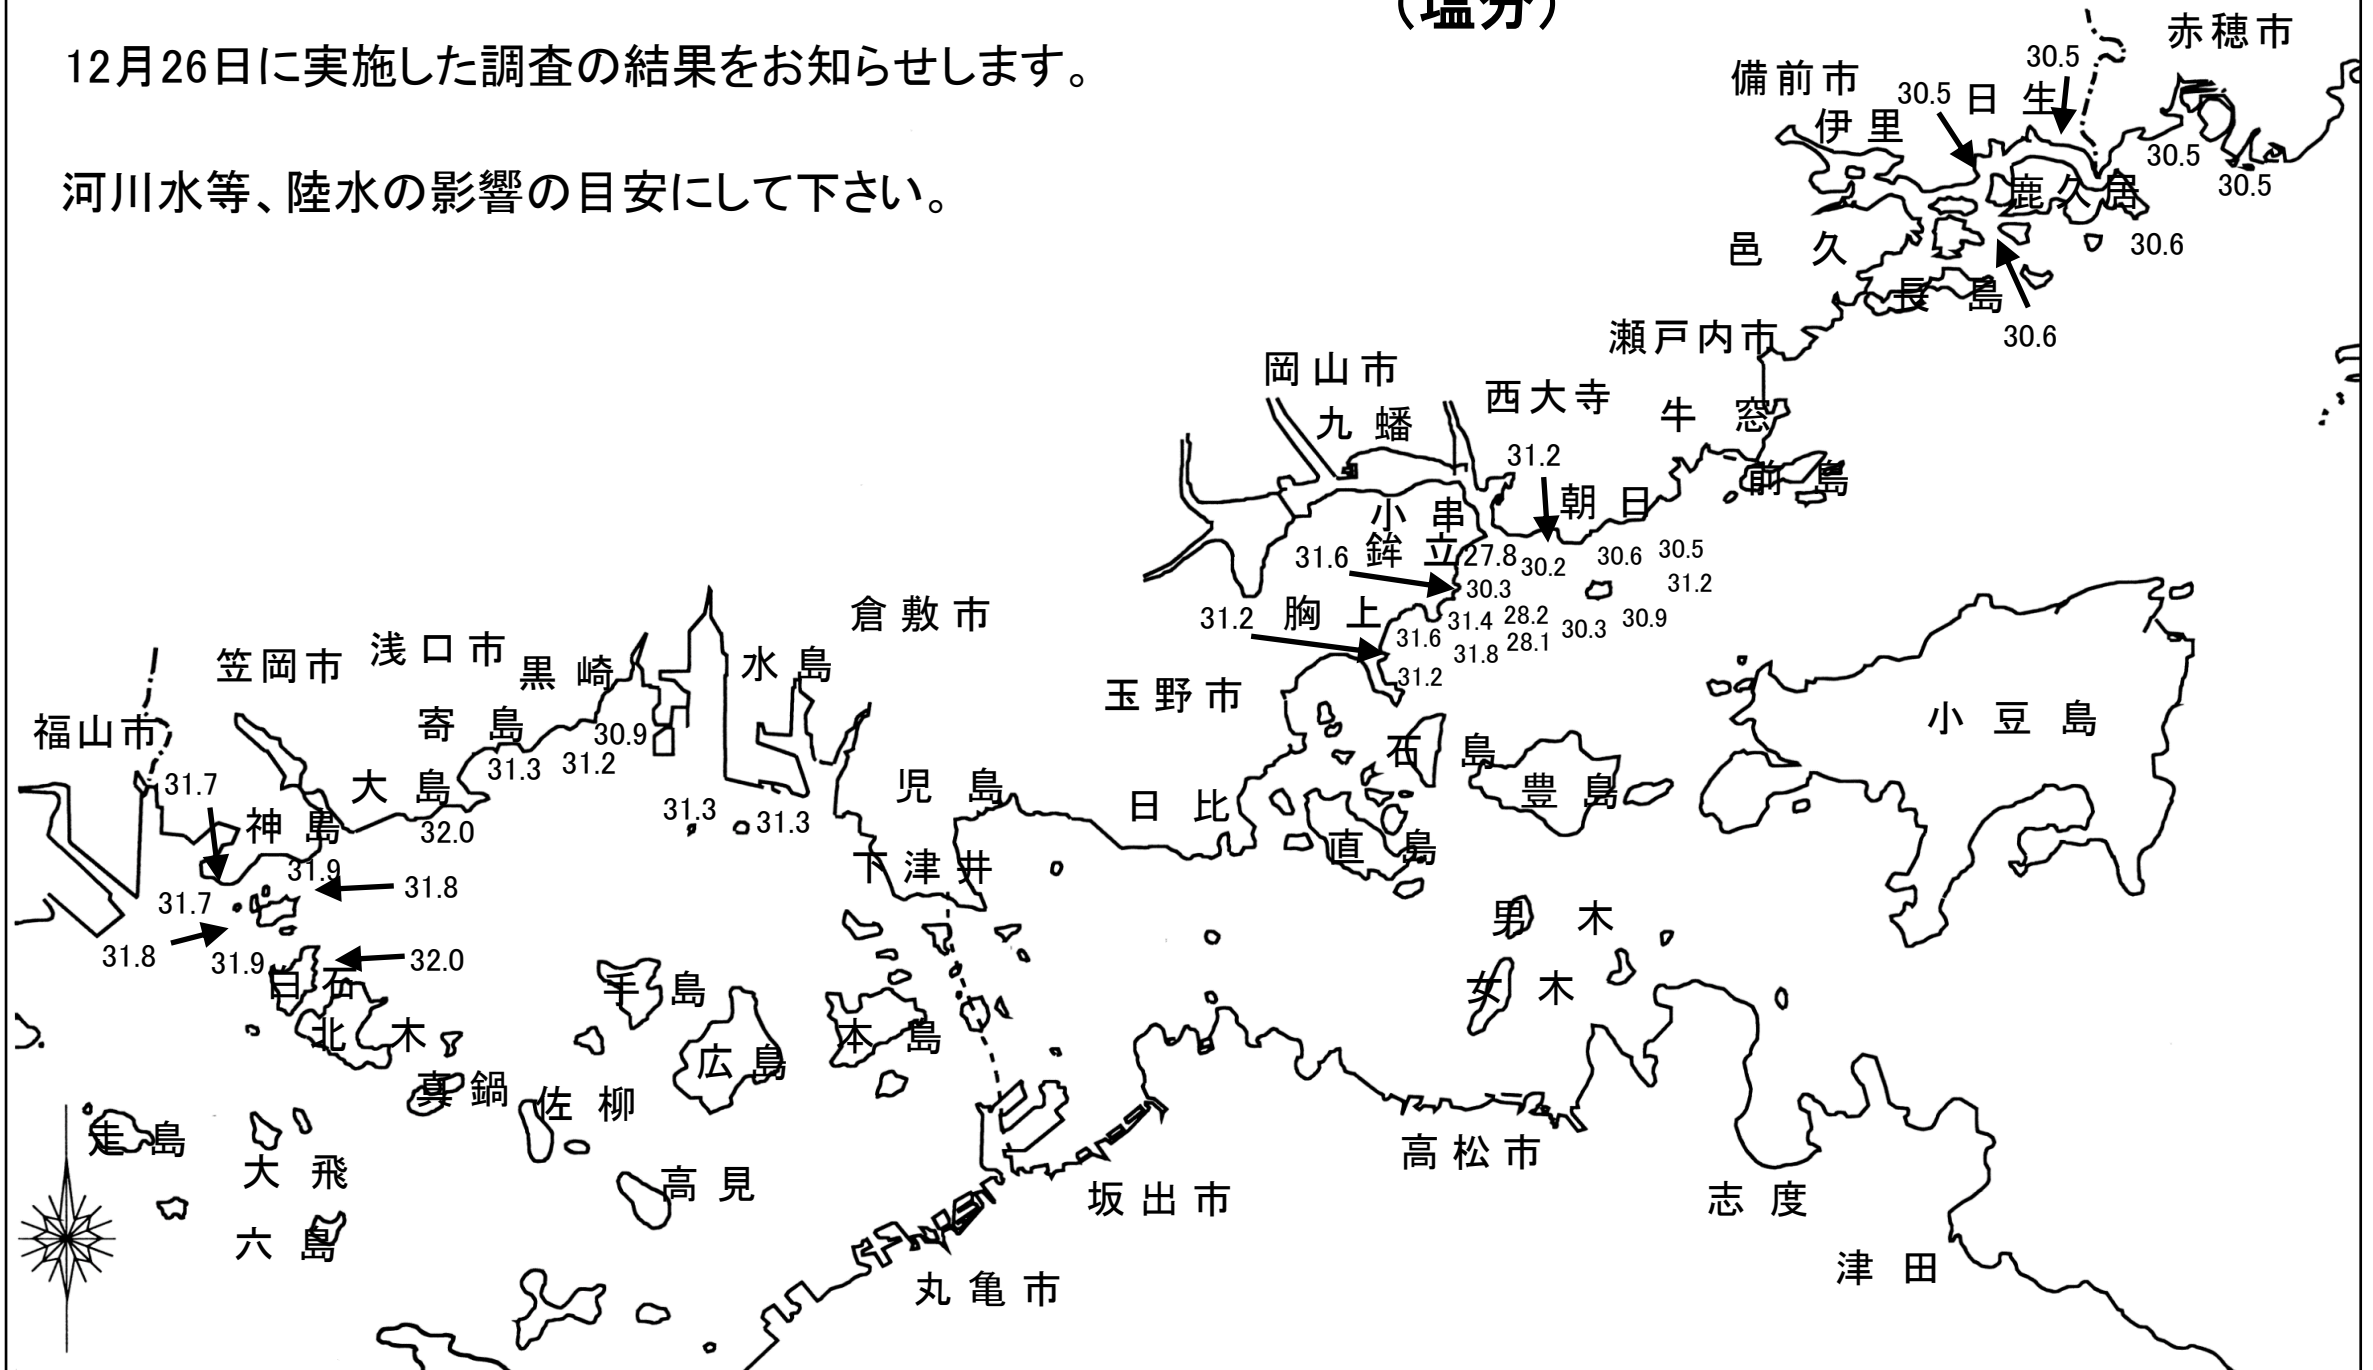 （塩分）
12月26日に実施した調査の結果をお知らせします。
河川水等、陸水の影響の目安にして下さい。
赤穂市
備前市
30.5
30.5
日生
伊里
30.5
30.5
鹿久居
30.6
邑久
長島
30.6
瀬戸内市
岡山市
九蟠
西大寺
牛窓
前島
31.2
朝日
小串
鉾立
31.6
27.8
30.2
30.6
30.5
30.3
31.2
胸上
31.2
31.4
28.2
30.9
31.6
31.8
28.1
30.3
31.2
倉敷市
玉野市
水島
黒崎
浅口市
笠岡市
福山市
寄島
30.9
31.3
31.2
大島
31.7
神島
32.0
31.3
31.3
児島
日比
石島
豊島
直島
小豆島
下津井
31.9
31.8
31.7
31.8
31.9
32.0
白石
北木
真鍋
手島
広島
本島
男木
女木
佐柳
走島
大飛
六島
高見
坂出市
丸亀市
高松市
志度
津田